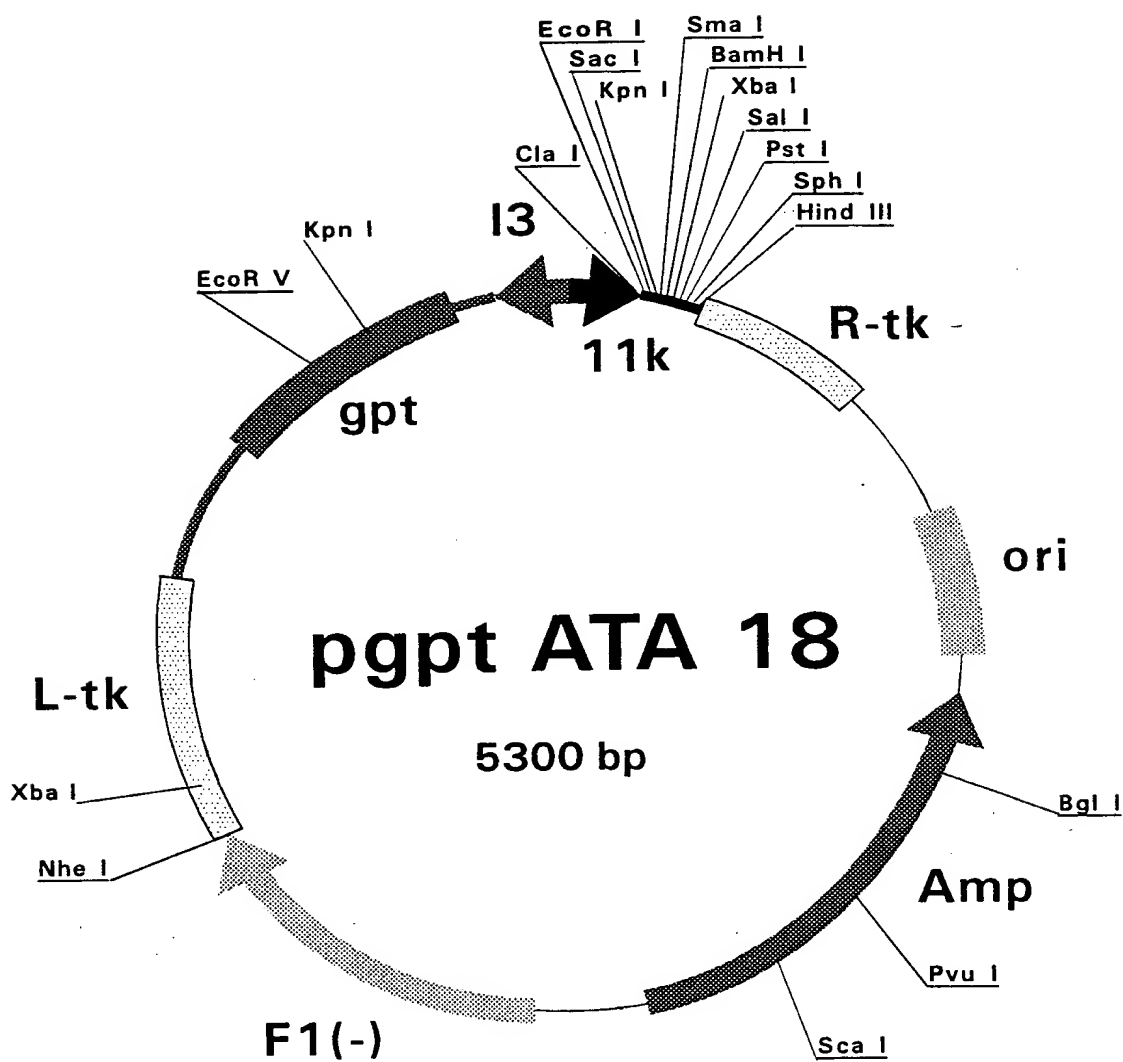 EcoR I
Sma I
Sac I
BamH I
Kpn I
Xba I
Sal I
Cla I
Pst I
Sph I
I3
Hind III
Kpn I
EcoR V
R-tk
11k
gpt
ori
pgpt ATA 18
L-tk
5300 bp
Xba I
Bgl I
Nhe I
Amp
Pvu I
F1(-)
Sca I